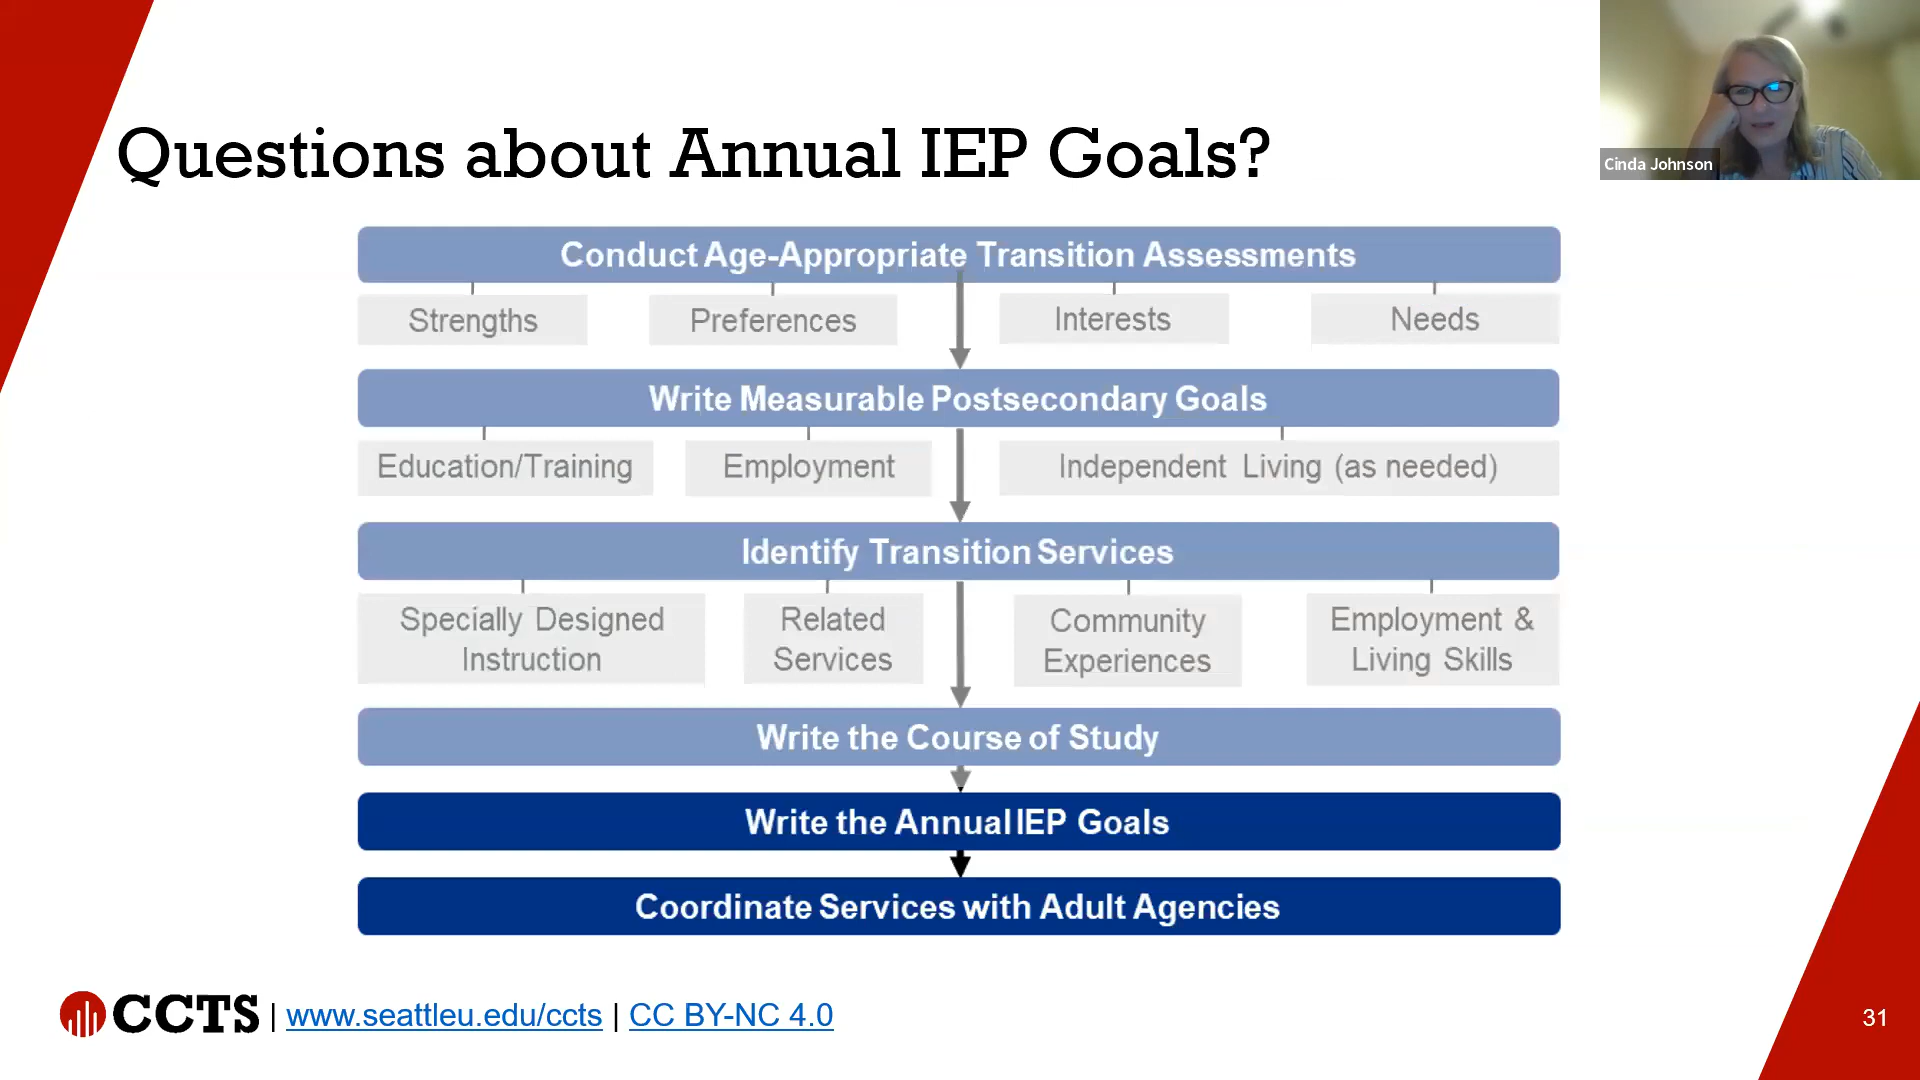 Questions about Annual IEP Goals?
Cinda Johnson
Conduct Age-Appropriate Transition Assessments
Strengths
Preferences
Interests
Needs
Write Measurable Postsecondary Goals
Education/Training
Employment
Independent Living (as needed)
Identify Transition Services
Specially Designed
Instruction
Related
Services
Community
Experiences
Employment &
Living Skills
Write the Course of Study
Write the Annual IEP Goals
Coordinate Services with Adult Agencies
CCTS | www.seattleu.edu/ccts | CC BY-NC 4.0
31